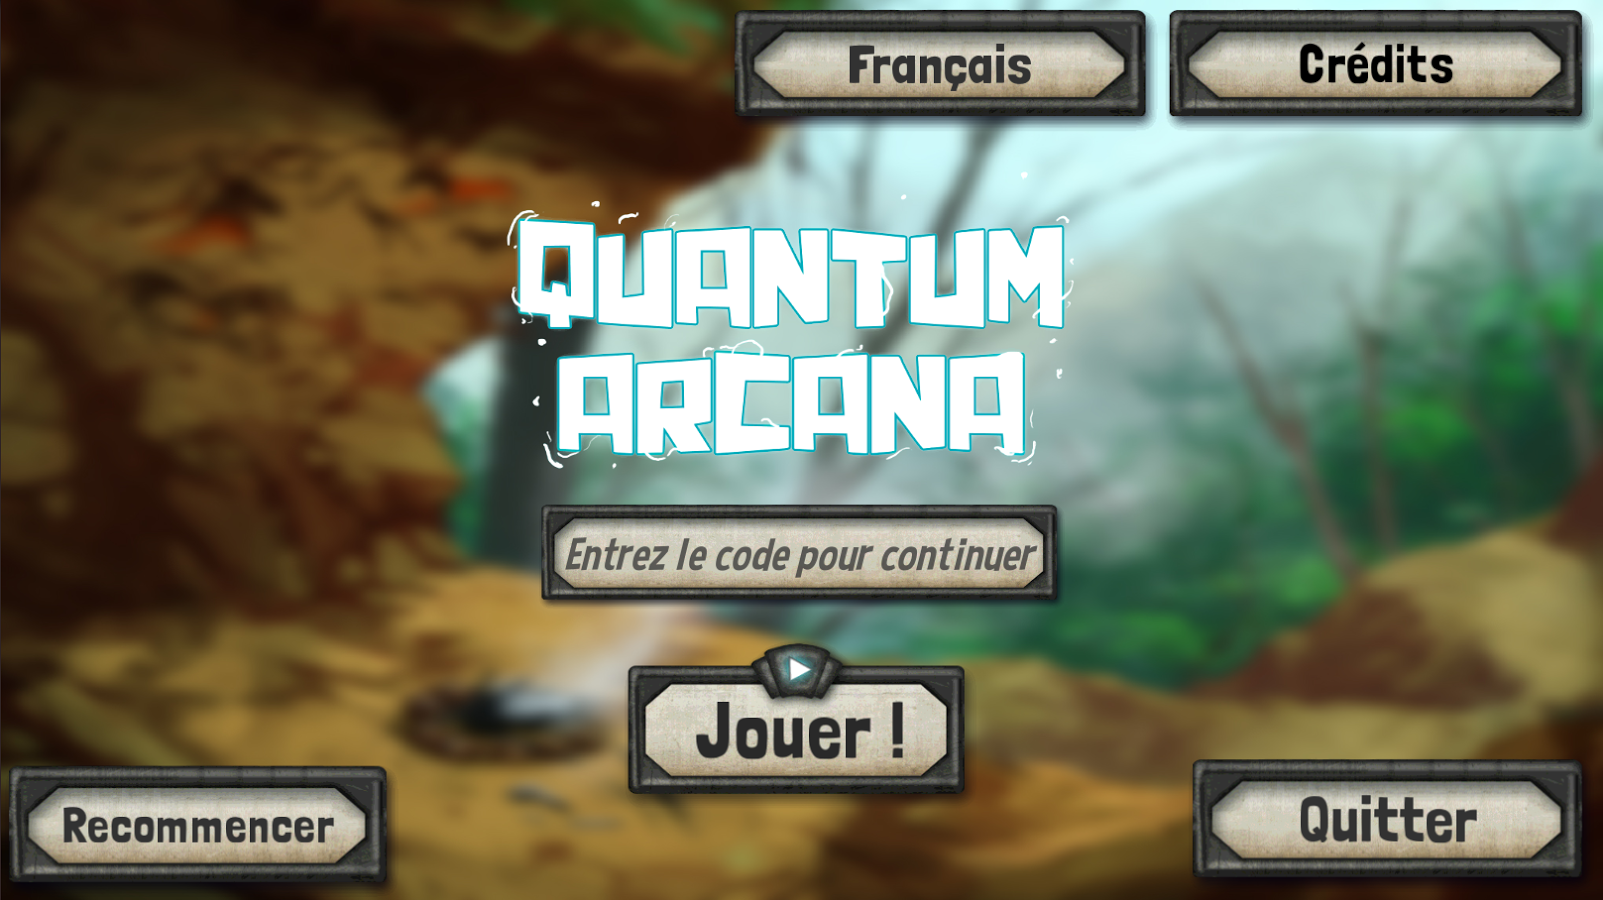 Français
Crédits
QUANTUM
ARCANA
Entrez le code pour continuer
Jouer !
Recommencer
Quitter